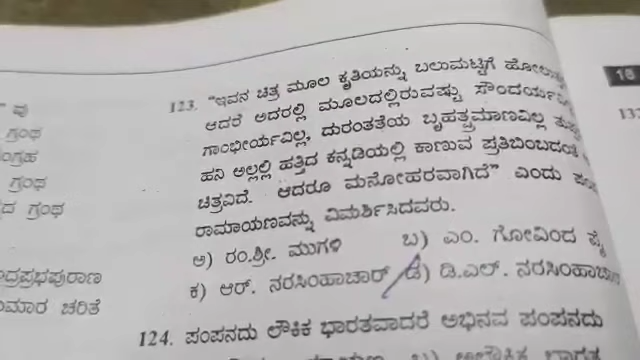 " ವು
ಗ್ರಂಥ
ಗ್ರಂಥ
ಗ್ರಂಥ
ಚರಿತೆ
123. "ಇವನ ಚಿತ್ರ ಮೂಲ ಕೃತಿಯನ್ನು ಬಲುಮಟ್ಟಿಗೆ
ಆದರೆ ಅದರಲ್ಲಿ ಮೂಲದಲ್ಲಿರುವಷ್ಟು
ಗಾಂಭೀರ್ಯವಿಲ್ಲ, ದುರಂತತೆಯ ಬೃಹತ್ಪ್ರಮಾಣವಿಲ್ಲ
ಹನಿ ಅಲ್ಲಲ್ಲಿ ಹತ್ತಿದ ಕನ್ನಡಿಯಲ್ಲಿ ಕಾಣುವ ಪ್ರತಿಬಿಂಬದಂತೆ
ಚಿತ್ರವಿದೆ. ಆದರೂ ಮನೋಹರವಾಗಿದೆ" ಎಂದು
ರಾಮಾಯಣವನ್ನು ವಿಮರ್ಶಿಸಿದವರು.
ಅ) ರಂ.ಶ್ರೀ. ಮುಗಳಿ ಬ) ಎಂ. ಗೋವಿಂದ ಪೈ
ಕ) ಆರ್. ನರಸಿಂಹಾಚಾರ್ ಡ) ಡಿ.ಎಲ್. ನರಸಿಂಹಾಚಾರ್
124. ಪಂಪನದು ಲೌಕಿಕ ಭಾರತವಾದರೆ ಅಭಿನವ ಪಂಪನದು
18